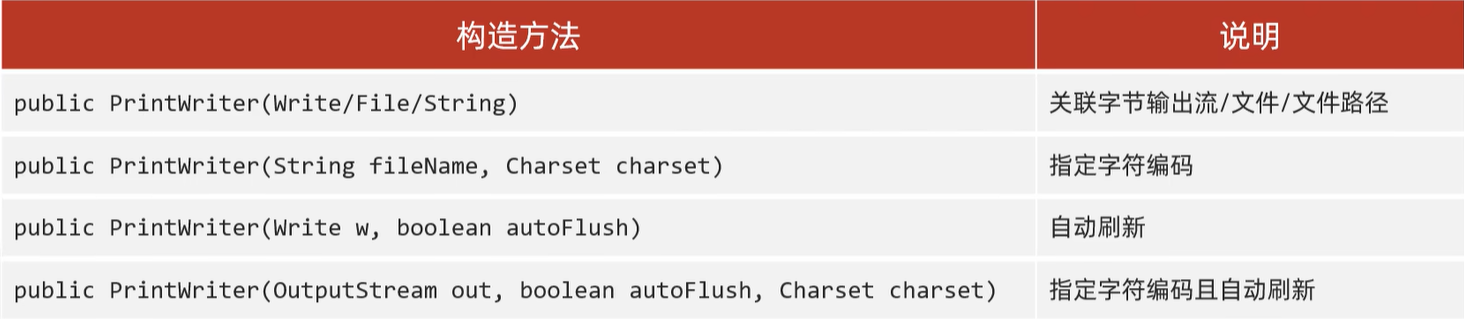 构造方法 说明
public PrintWriter(Write/File/String) 关联字节输出流/文件/文件路径
public PrintWriter(String fileName, Charset charset) 指定字符编码
public PrintWriter(Write w, boolean autoFlush) 自动刷新
public PrintWriter(OutputStream out, boolean autoFlush, Charset charset) 指定字符编码且自动刷新